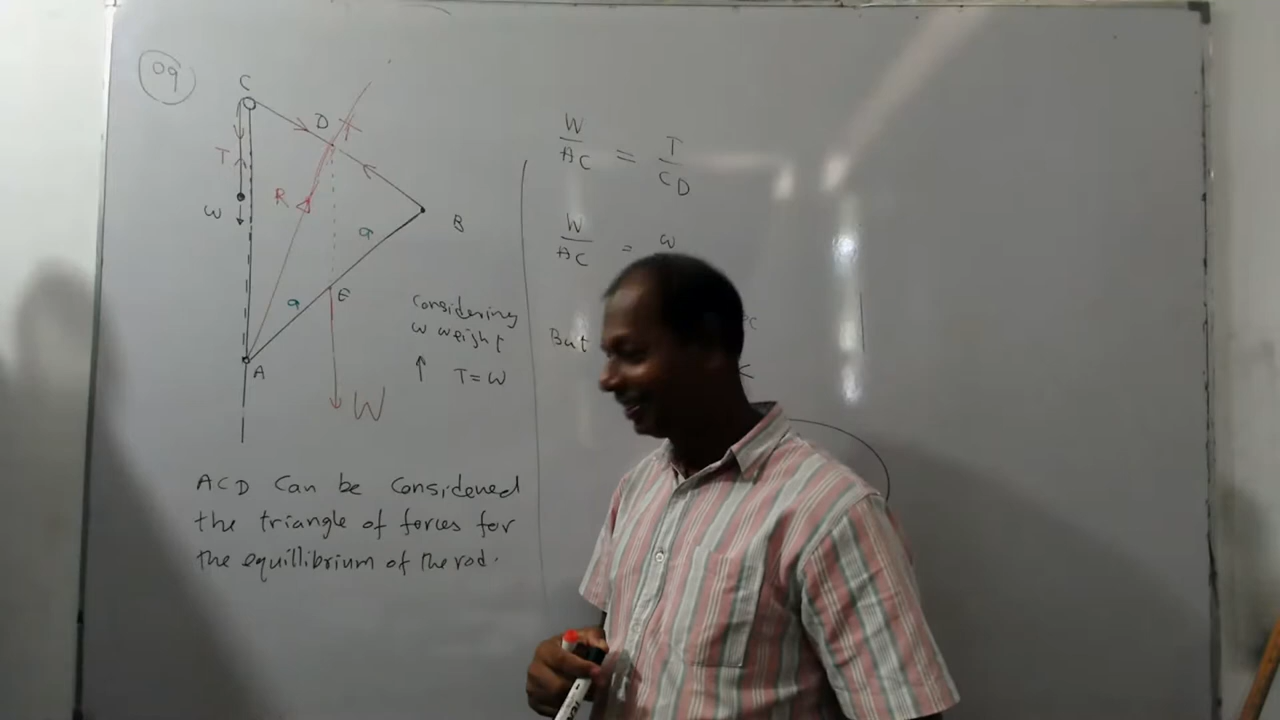 09
C
D
T
R
ω
B
a
E
a
A
W
Considering
ω weight
↑ T = ω
ACD Can be Considered
the triangle of forces for
the equillibrium of the rod.
W/AC = T/CD
W/AC = ω
But
C